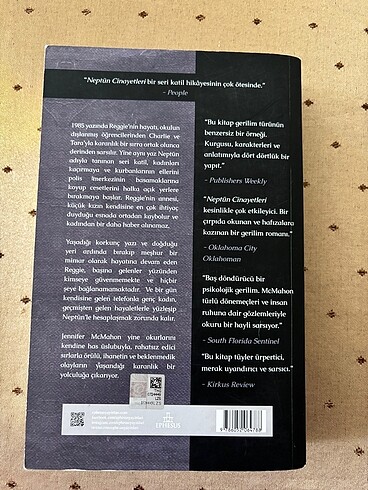 “Neptün Cinayetleri bir seri katil hikâyesinin çok ötesinde.”
– People
1985 yazında Reggie'nin hayatı, okulun
dışlanmış öğrencilerinden Charlie ve
Tara'yla karanlık bir sırra ortak olunca
derinden sarsılır. Yine aynı yaz Neptün
adıyla tanınan seri katil, kadınları
kaçırmaya ve kurbanlarının ellerini
polis merkezinin basamaklarına
koyup cesetlerini halka açık yerlere
bırakmaya başlar. Reggie'nin annesi,
küçük kızın kendisine en çok ihtiyaç
duyduğu esnada ortadan kaybolur ve
kadından bir daha haber alınamaz.
Yaşadığı korkunç yazı ve doğduğu
yeri ardında bırakıp meşhur bir
mimar olarak hayatına devam eden
Reggie, başına gelenler yüzünden
kimseye güvenmemekte ve hiçbir
şeye bağlanamamaktadır. Ve bir gün
kendisine gelen telefonla genç kadın,
geçmişten gelen hayaletlerle yüzleşip
Neptün'le hesaplaşmak zorunda kalır.
Jennifer McMahon yine okurlarını
kendine has üslubuyla, rahatsız edici
sırlarla örülü, ihanetin ve beklenmedik
olayların yaşandığı karanlık bir
yolculuğa çıkarıyor.
“Bu kitap gerilim türünün
benzersiz bir örneği.
Kurgusu, karakterleri ve
anlatımıyla dört dörtlük bir
yapıt.”
– Publishers Weekly
“Neptün Cinayetleri
kesinlikle çok etkileyici. Bir
çırpıda okunan ve hafızalara
kazınan bir gerilim romanı.”
– Oklahoma City
Oklahoman
“Baş döndürücü bir
psikolojik gerilim. McMahon
türlü dönemeçleri ve insan
ruhuna dair gözlemleriyle
okuru bir hayli sarsıyor.”
– South Florida Sentinel
“Bu kitap tüyler ürpertici,
merak uyandırıcı ve sarsıcı.”
– Kirkus Review
EPHESUS